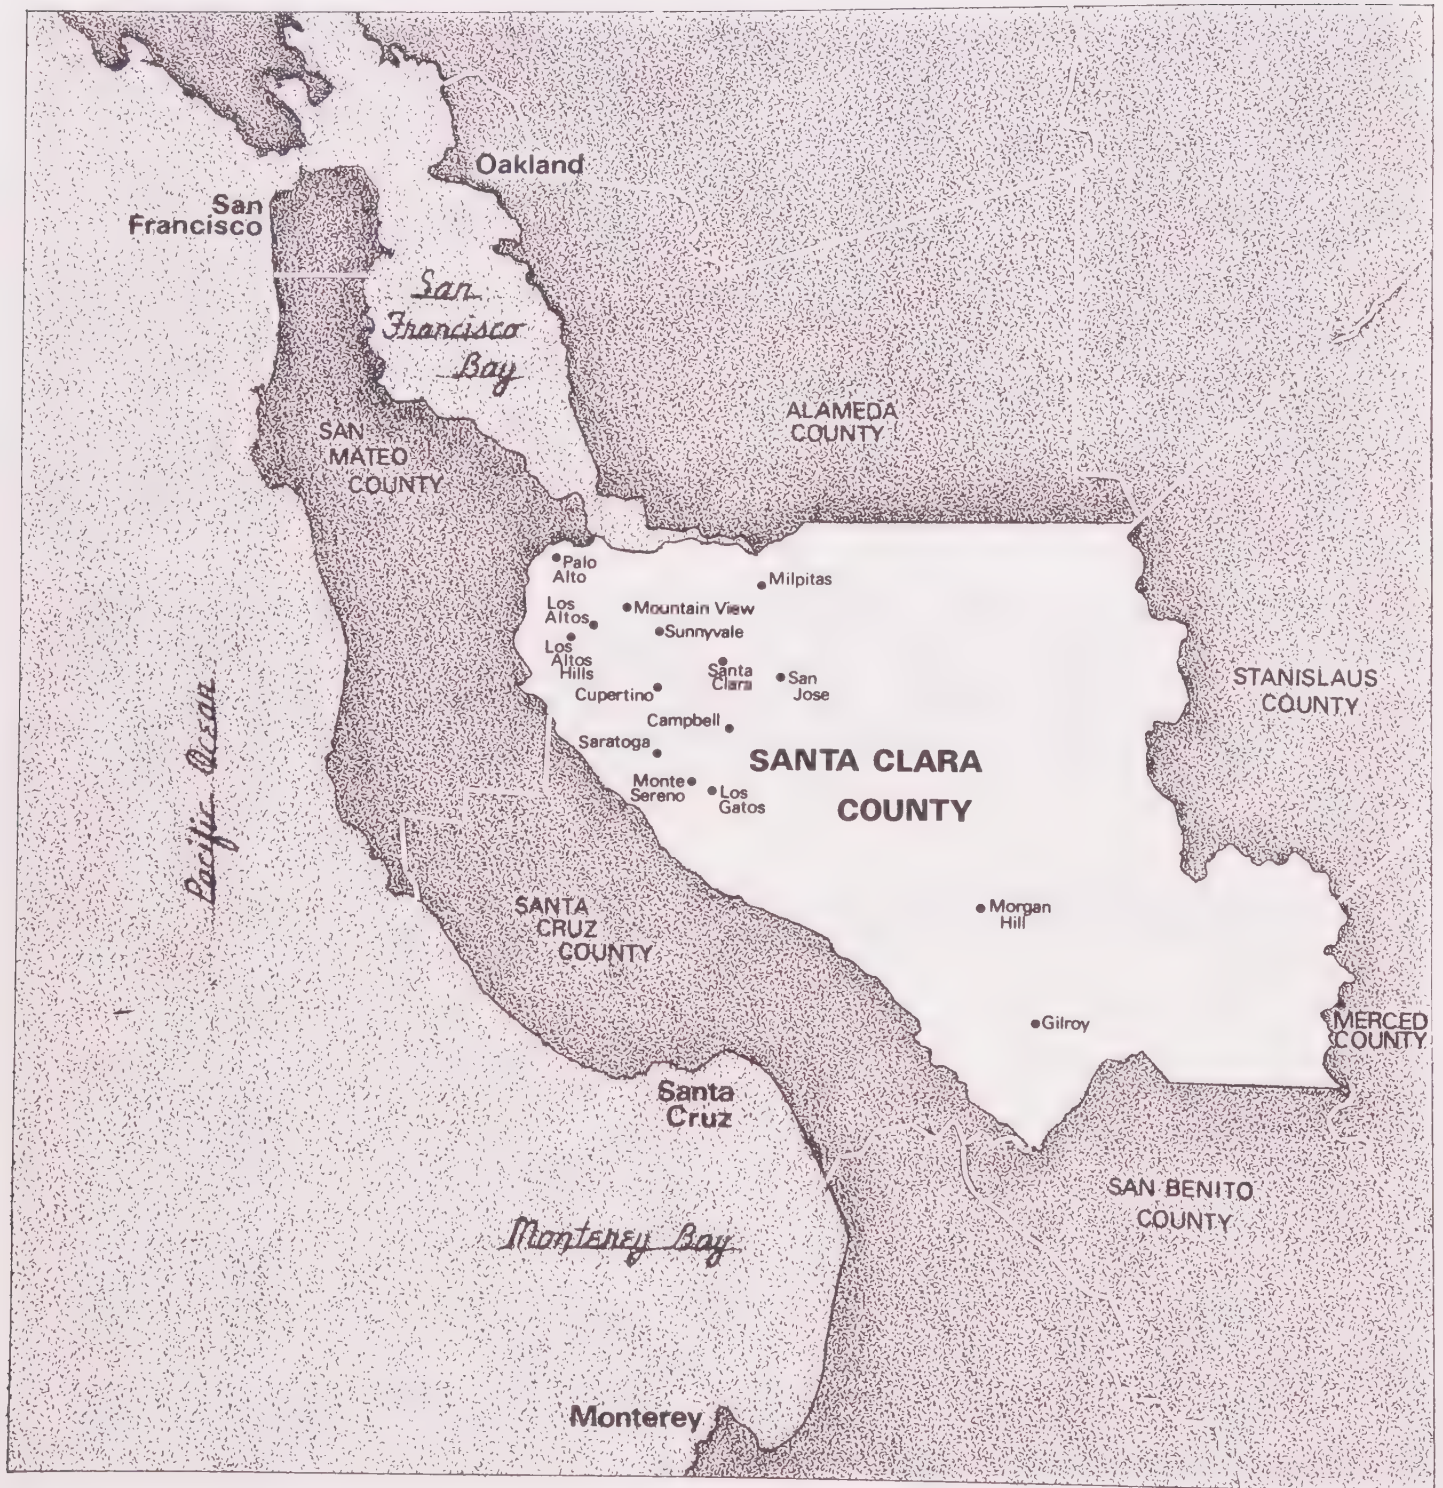 Oakland
San
Francisco
San
Francisco
Bay
ALAMEDA
COUNTY
SAN
MATEO
COUNTY
Palo
Alto
Milpitas
Los
Altos
Mountain View
Sunnyvale
Los
Altos
Hills
Santa
Clara
San
Jose
Cupertino
Campbell
Saratoga
Monte
Sereno
Los
Gatos
SANTA CLARA
COUNTY
STANISLAUS
COUNTY
Pacific Ocean
SANTA
CRUZ
COUNTY
Morgan
Hill
Gilroy
MERCED
COUNTY
Santa
Cruz
SAN BENITO
COUNTY
Monterey Bay
Monterey